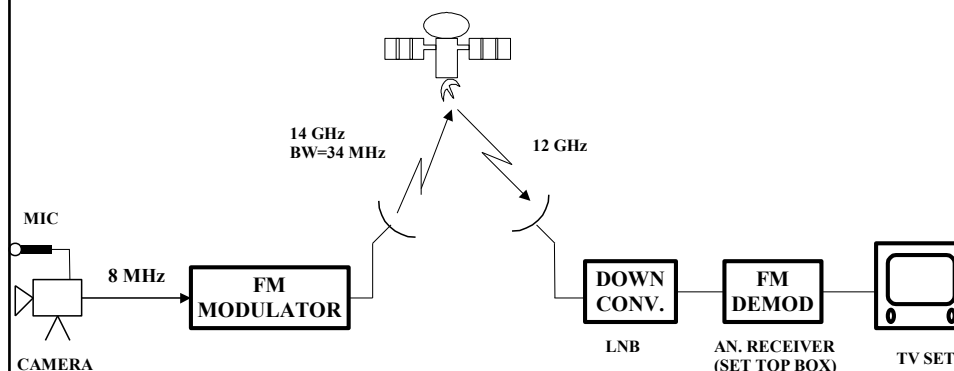 14 GHz
BW=34 MHz
12 GHz
MIC
8 MHz
FM
MODULATOR
DOWN
CONV.
FM
DEMOD
LNB
AN. RECEIVER
(SET TOP BOX)
TV SET
CAMERA